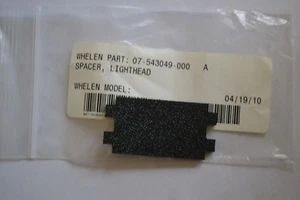 WHELEN PART: 07-543049-000 A
SPACER, LIGHTHEAD
WHELEN MODEL:
04/19/10